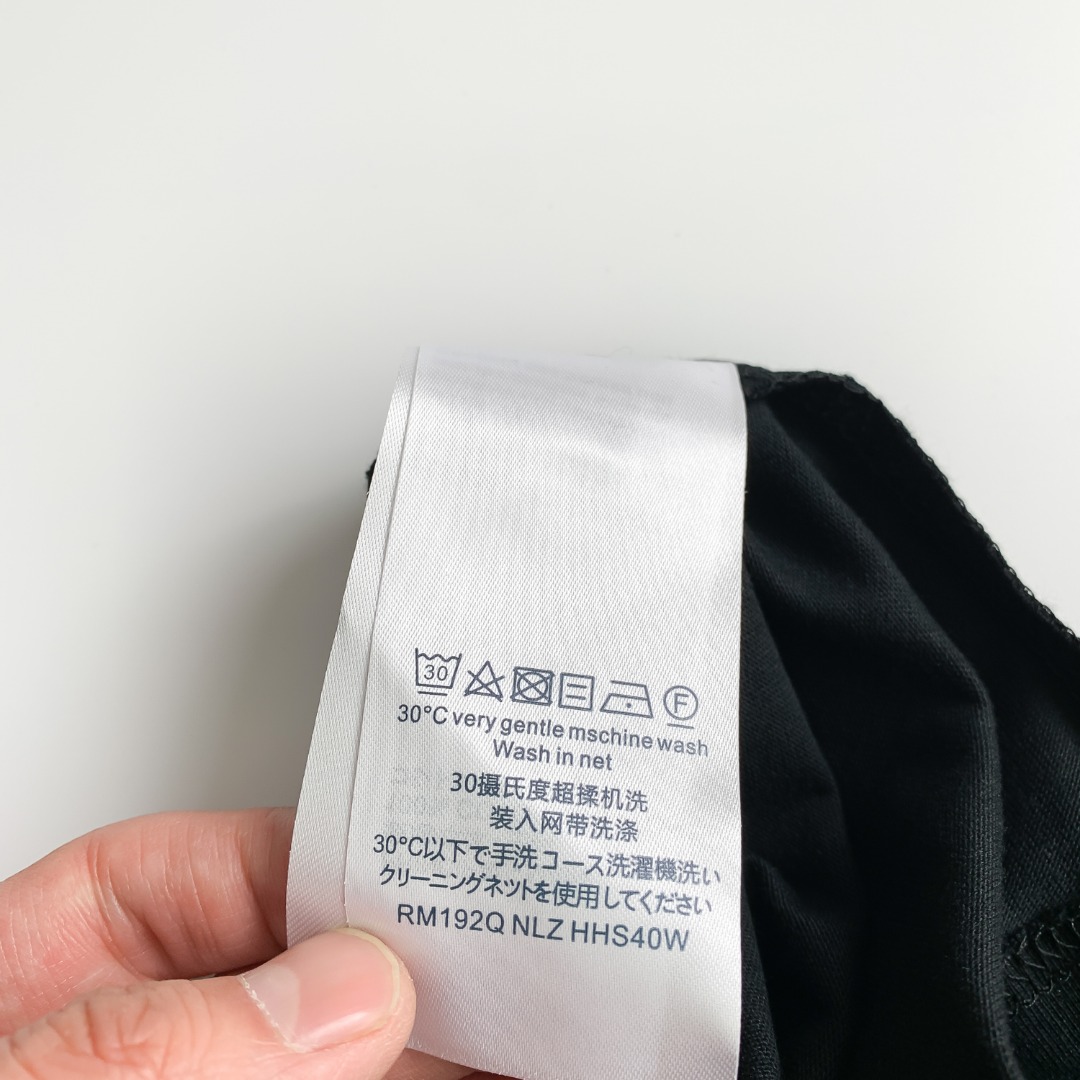 30
F
30°C very gentle mschine wash
Wash in net
30摄氏度超揉机洗
装入网带洗涤
30°C以下で手洗コース洗濯機洗い
クリーニングネットを使用してください
RM192Q NLZ HHS40W